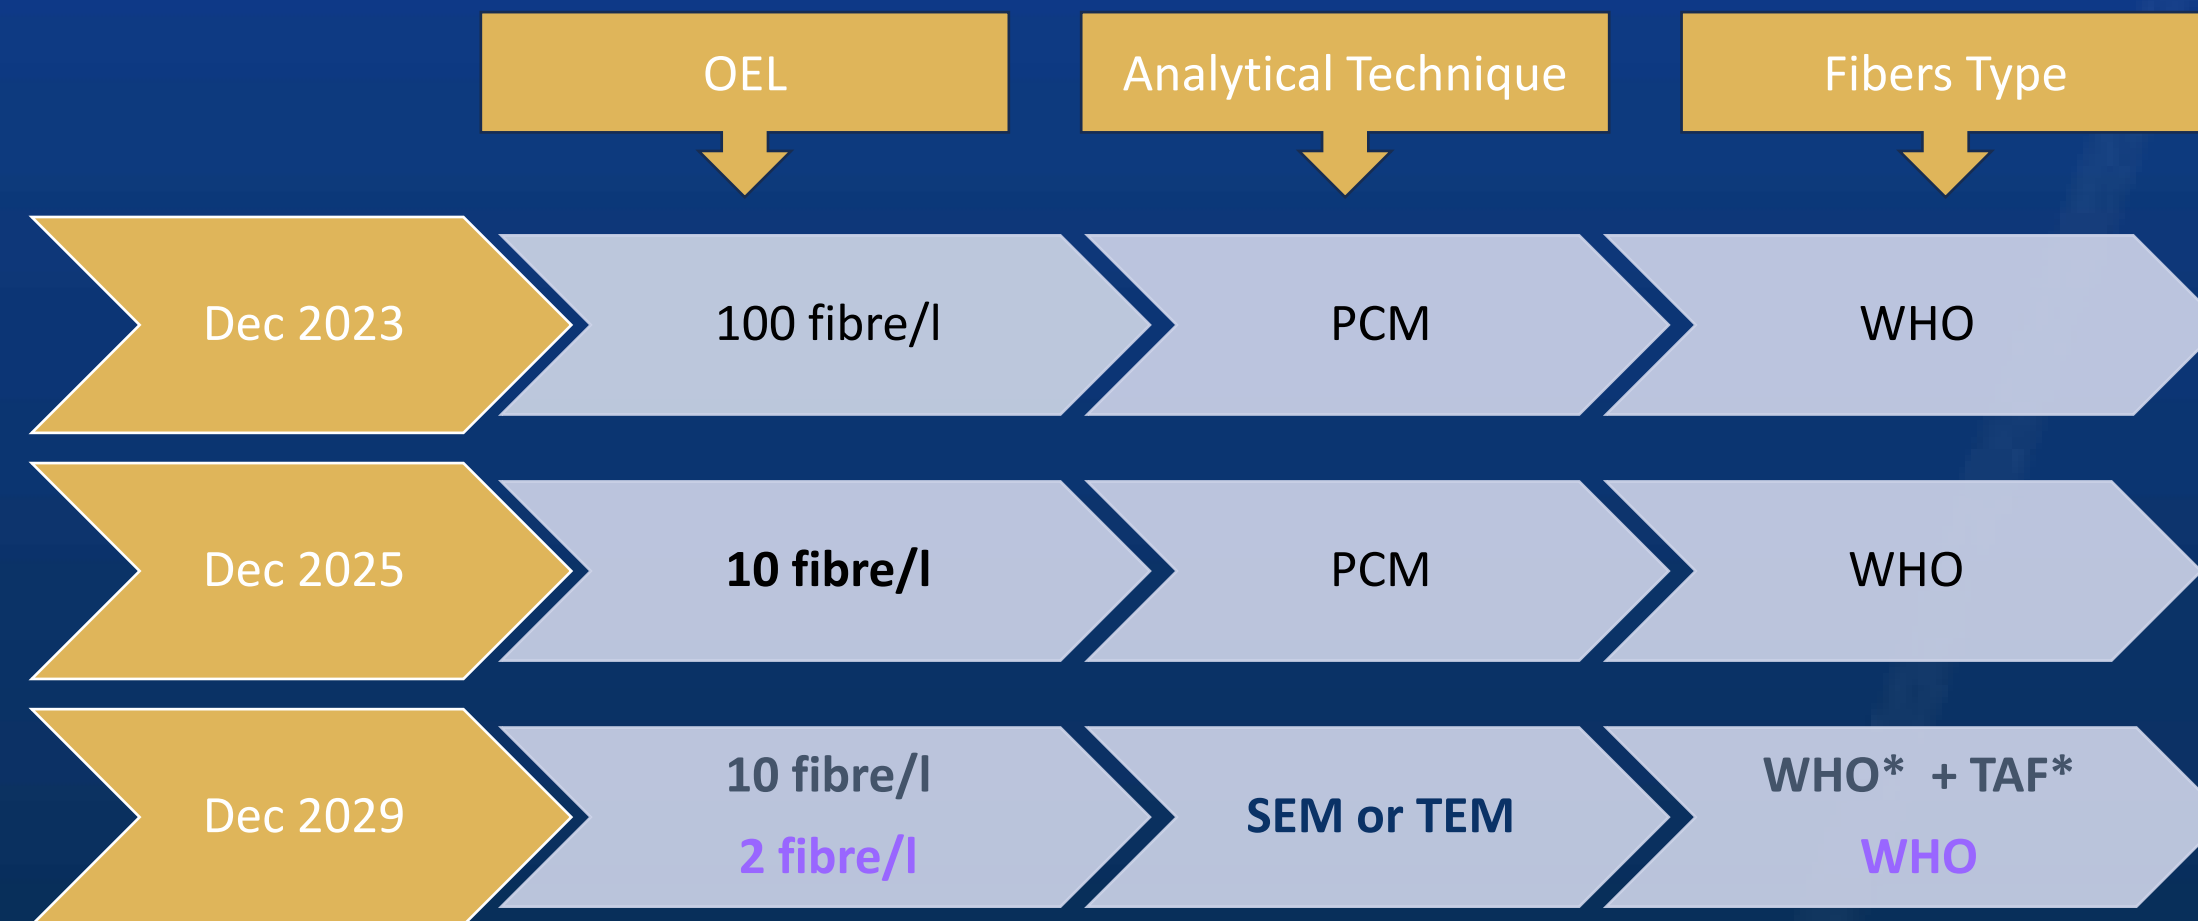 OEL
Analytical Technique
Fibers Type
Dec 2023
100 fibre/l
PCM
WHO
Dec 2025
10 fibre/l
PCM
WHO
Dec 2029
10 fibre/l
2 fibre/l
SEM or TEM
WHO* + TAF*
WHO